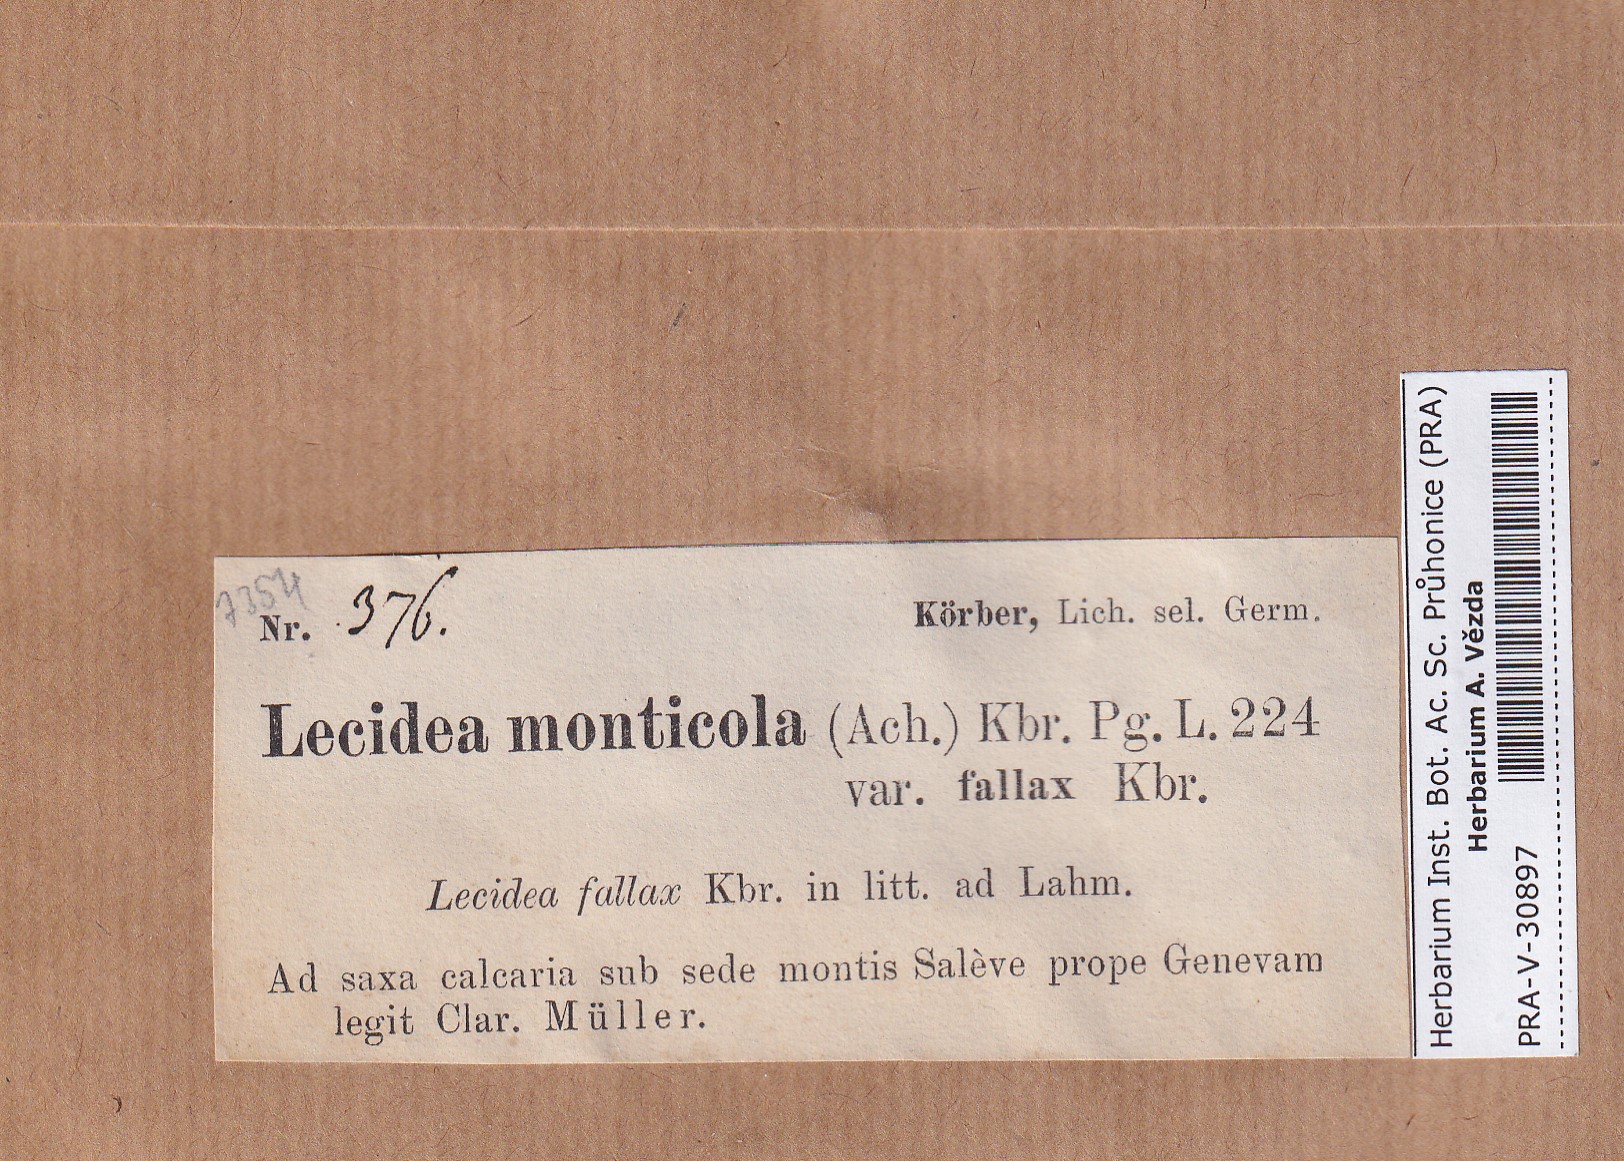 7354
Nr. 376.
Körber, Lich. sel. Germ.
Lecidea monticola (Ach.) Kbr. Pg. L. 224
var. fallax Kbr.
Lecidea fallax Kbr. in litt. ad Lahm.
Ad saxa calcaria sub sede montis Salève prope Genevam
legit Clar. Müller.
Herbarium Inst. Bot. Ac. Sc. Průhonice (PRA)
Herbarium A. Vězda
PRA-V-30897